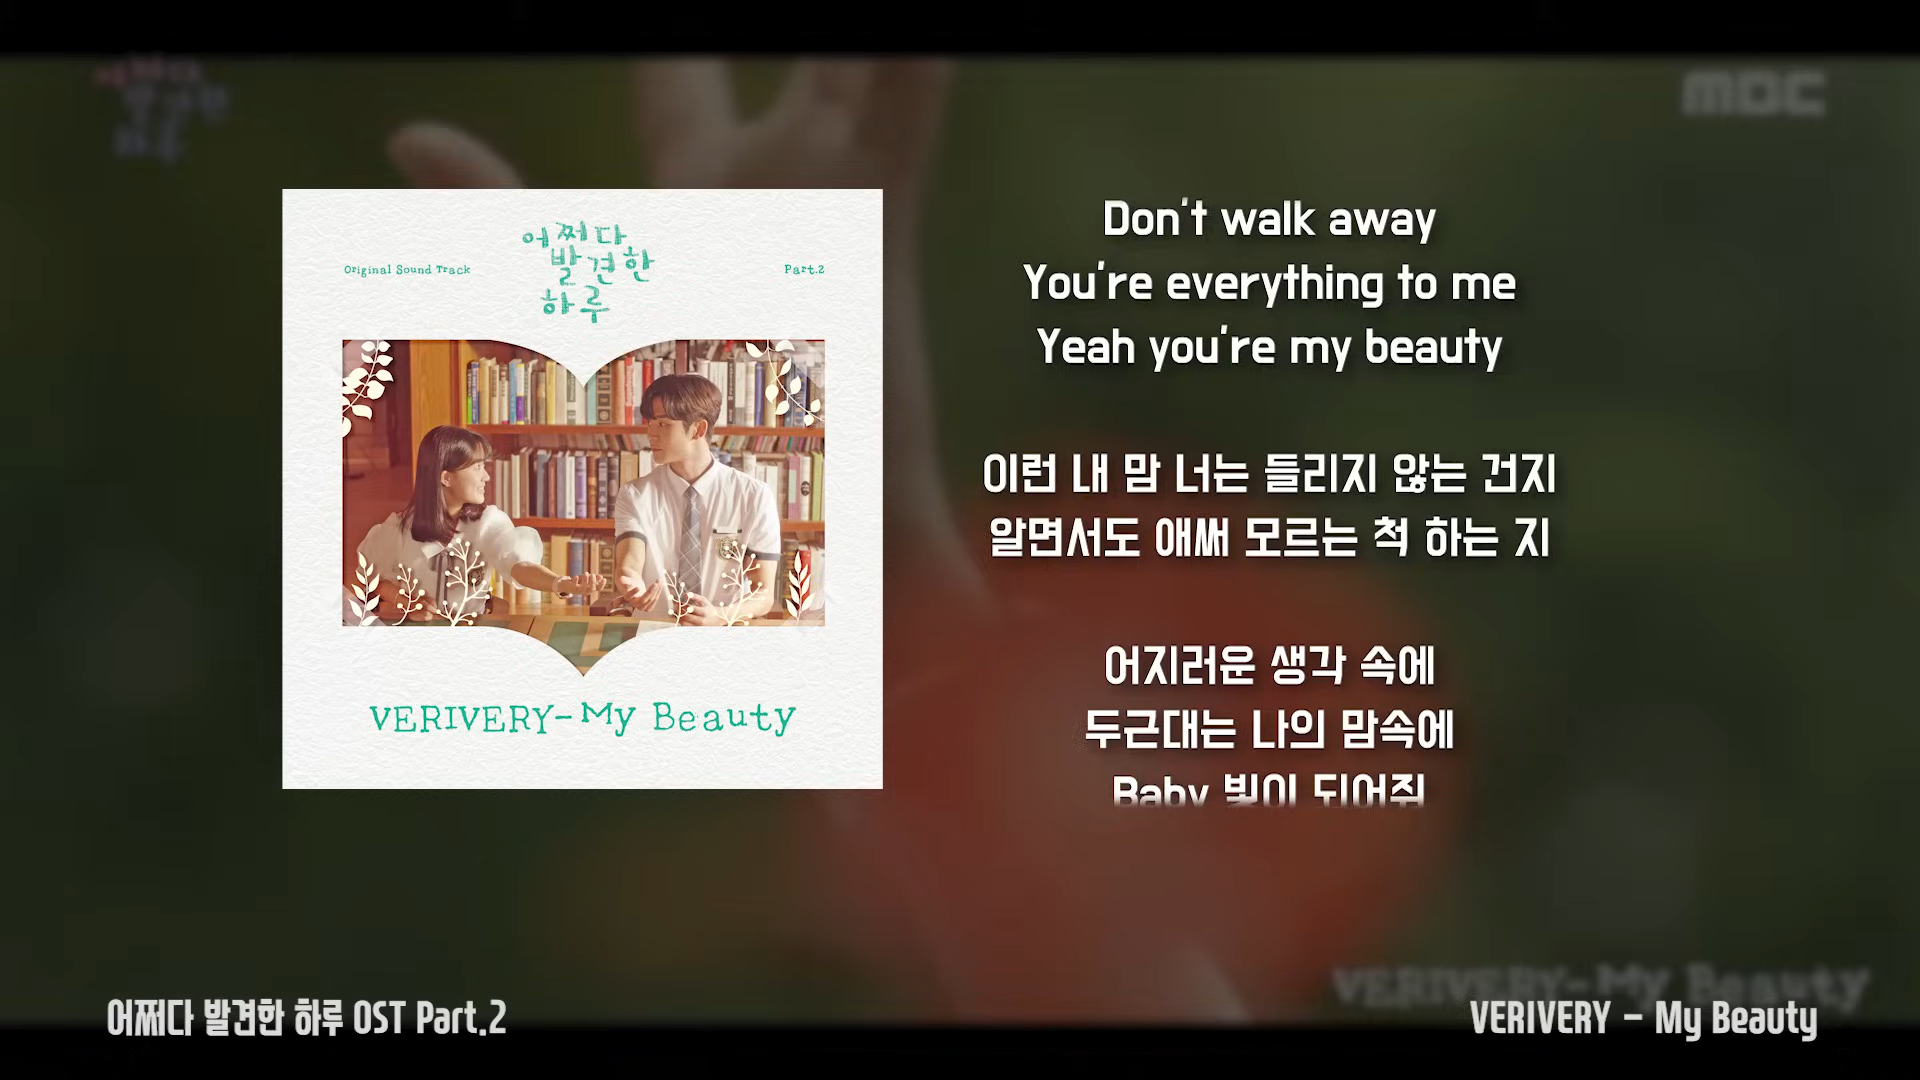 MBC
Original Sound Track
어쩌다
발견한
하루
Part.2
VERIVERY-My Beauty
Don't walk away
You're everything to me
Yeah you're my beauty
이런 내 맘 너는 들리지 않는 건지
알면서도 애써 모르는 척 하는 지
어지러운 생각 속에
두근대는 나의 맘속에
Baby 빛이 되어줘
VERIVERY-My Beauty
어쩌다 발견한 하루 OST Part.2
VERIVERY - My Beauty